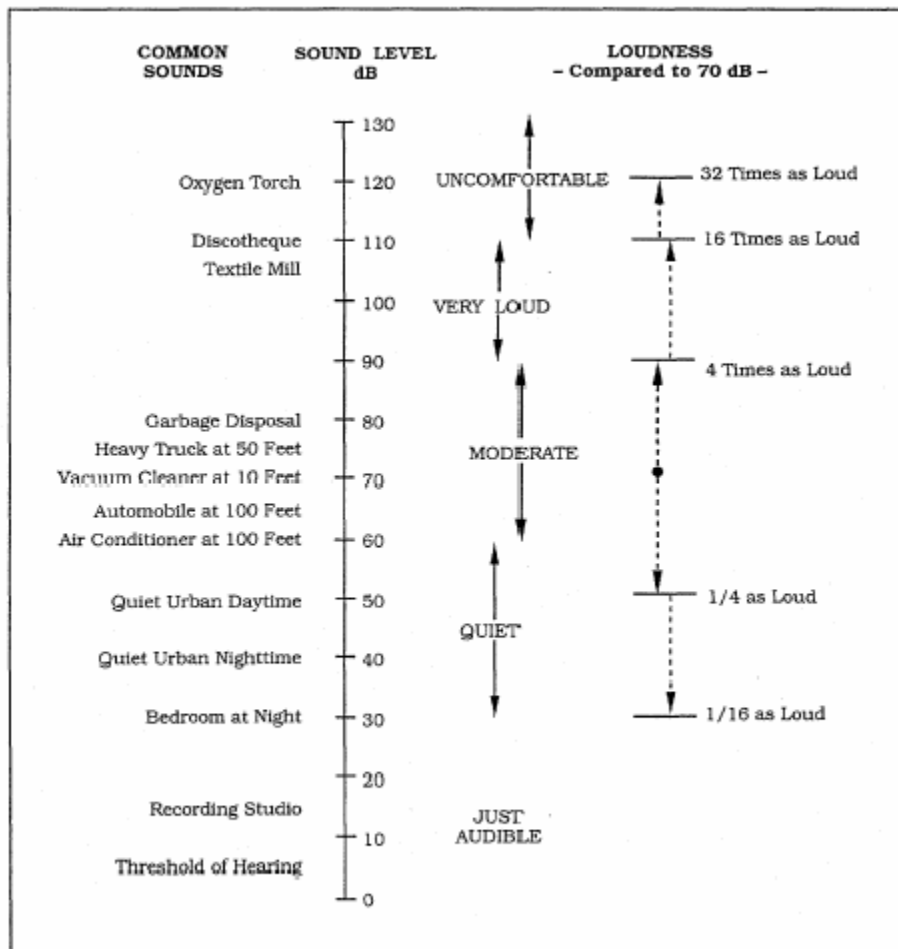 COMMON SOUNDS
SOUND LEVEL dB
LOUDNESS
– Compared to 70 dB –
130
UNCOMFORTABLE
Oxygen Torch
120
32 Times as Loud
Discotheque
110
16 Times as Loud
Textile Mill
100
VERY LOUD
90
4 Times as Loud
Garbage Disposal
80
Heavy Truck at 50 Feet
MODERATE
Vacuum Cleaner at 10 Feet
70
Automobile at 100 Feet
Air Conditioner at 100 Feet
60
Quiet Urban Daytime
50
1/4 as Loud
QUIET
Quiet Urban Nighttime
40
Bedroom at Night
30
1/16 as Loud
20
Recording Studio
JUST
AUDIBLE
10
Threshold of Hearing
0